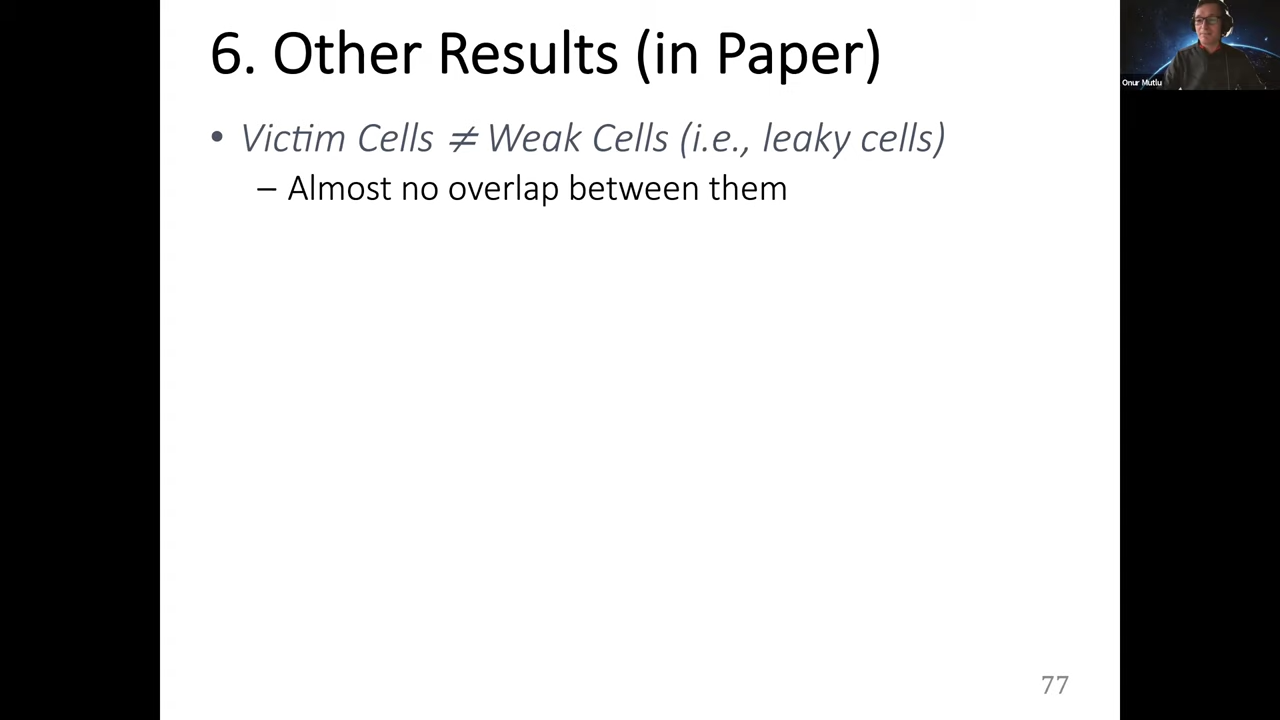 6. Other Results (in Paper)
Onur Mutlu
• Victim Cells ≠ Weak Cells (i.e., leaky cells)
– Almost no overlap between them
77